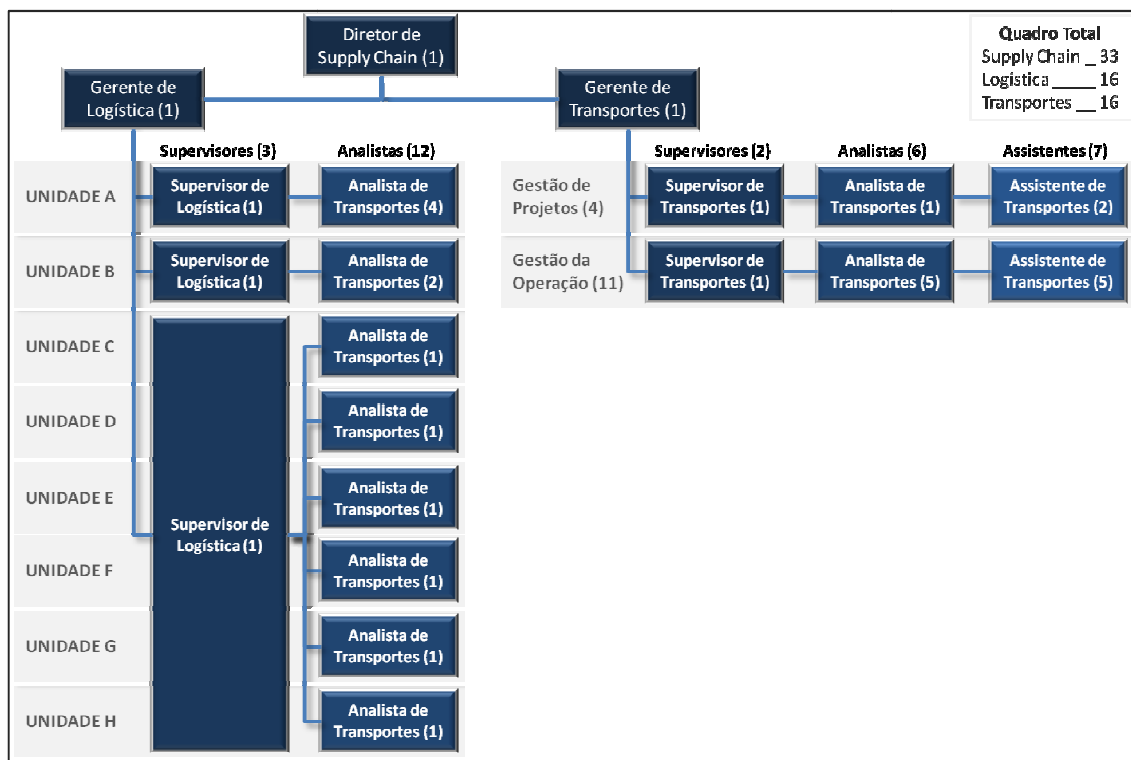 Diretor de
Supply Chain (1)
Quadro Total
Supply Chain _ 33
Logística _____ 16
Transportes __ 16
Gerente de
Logística (1)
Gerente de
Transportes (1)
Supervisores (3)
Analistas (12)
Supervisores (2)
Analistas (6)
Assistentes (7)
UNIDADE A
Supervisor de
Logística (1)
Analista de
Transportes (4)
Gestão de
Projetos (4)
Supervisor de
Transportes (1)
Analista de
Transportes (1)
Assistente de
Transportes (2)
UNIDADE B
Supervisor de
Logística (1)
Analista de
Transportes (2)
Gestão da
Operação (11)
Supervisor de
Transportes (1)
Analista de
Transportes (5)
Assistente de
Transportes (5)
UNIDADE C
Analista de
Transportes (1)
UNIDADE D
Analista de
Transportes (1)
UNIDADE E
Analista de
Transportes (1)
Supervisor de
Logística (1)
UNIDADE F
Analista de
Transportes (1)
UNIDADE G
Analista de
Transportes (1)
UNIDADE H
Analista de
Transportes (1)